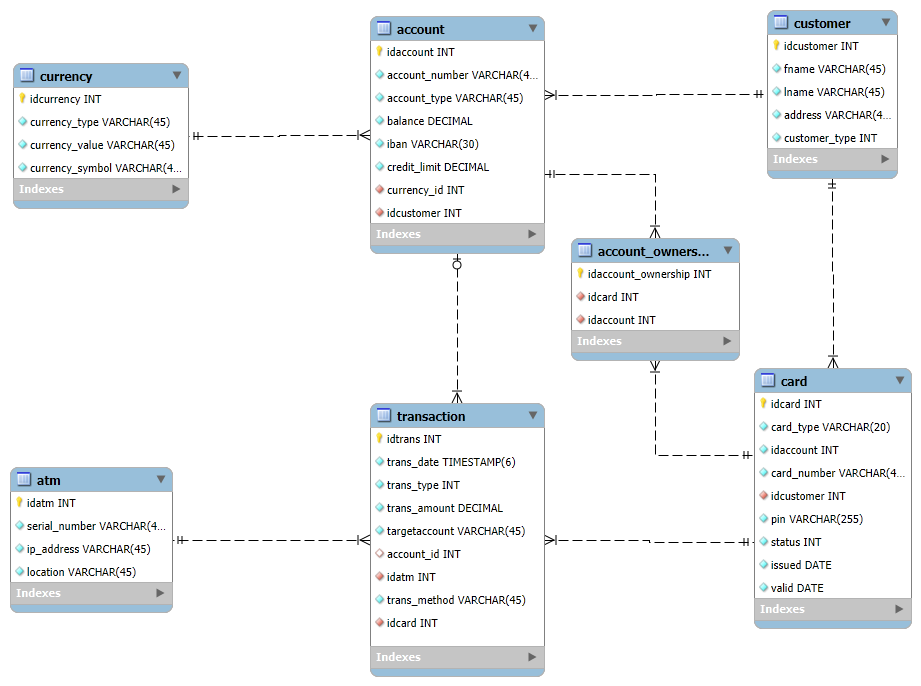 currency
idcurrency INT
currency_type VARCHAR(45)
currency_value VARCHAR(45)
currency_symbol VARCHAR(4...
Indexes
account
idaccount INT
account_number VARCHAR(4...
account_type VARCHAR(45)
balance DECIMAL
iban VARCHAR(30)
credit_limit DECIMAL
currency_id INT
idcustomer INT
Indexes
customer
idcustomer INT
fname VARCHAR(45)
lname VARCHAR(45)
address VARCHAR(4...
customer_type INT
Indexes
account_owners...
idaccount_ownership INT
idcard INT
idaccount INT
Indexes
atm
idatm INT
serial_number VARCHAR(4...
ip_address VARCHAR(45)
location VARCHAR(45)
Indexes
transaction
idtrans INT
trans_date TIMESTAMP(6)
trans_type INT
trans_amount DECIMAL
targetaccount VARCHAR(45)
account_id INT
idatm INT
trans_method VARCHAR(45)
idcard INT
Indexes
card
idcard INT
card_type VARCHAR(20)
idaccount INT
card_number VARCHAR(4...
idcustomer INT
pin VARCHAR(255)
status INT
issued DATE
valid DATE
Indexes